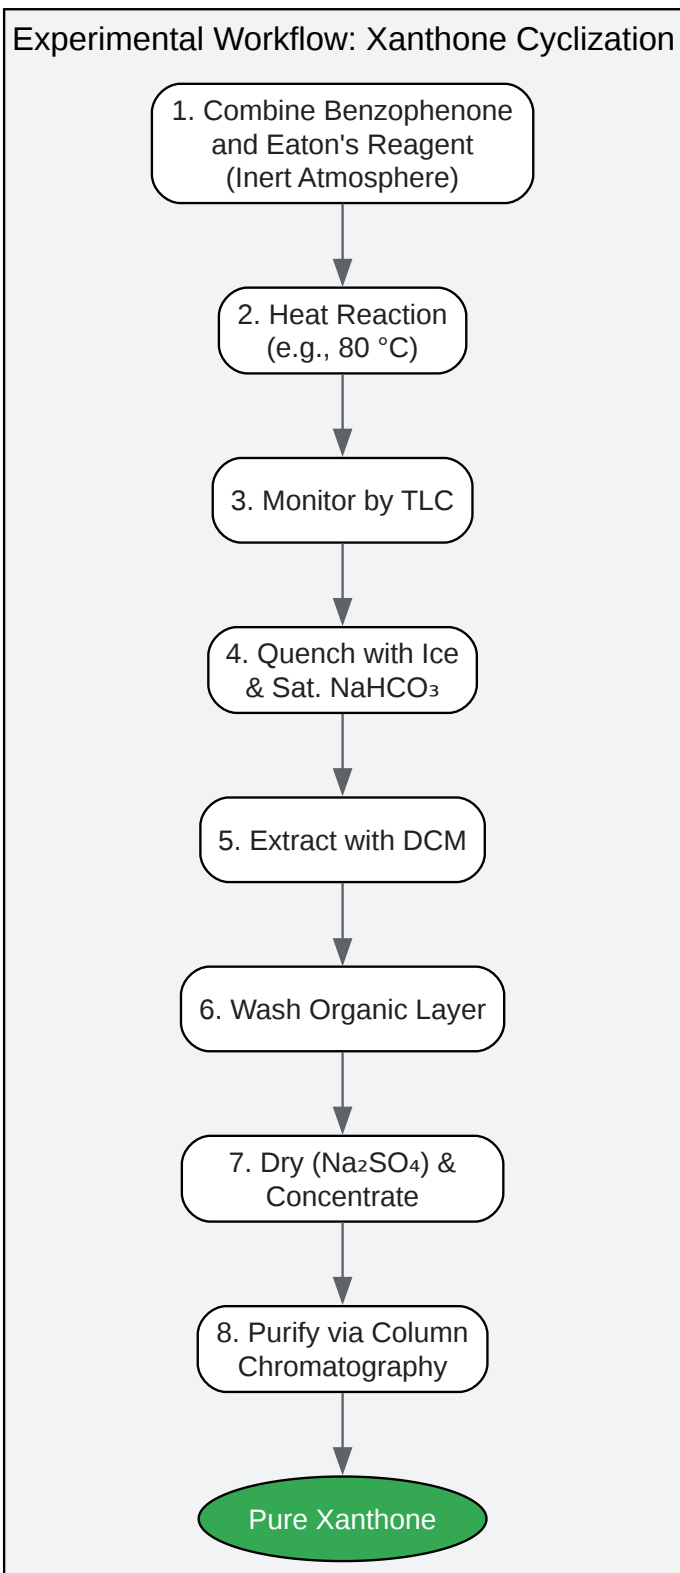 Experimental Workflow: Xanthone Cyclization
1. Combine Benzophenone
and Eaton's Reagent
(Inert Atmosphere)
2. Heat Reaction
(e.g., 80 °C)
3. Monitor by TLC
4. Quench with Ice
& Sat. NaHCO₃
5. Extract with DCM
6. Wash Organic Layer
7. Dry (Na₂SO₄) &
Concentrate
8. Purify via Column
Chromatography
Pure Xanthone